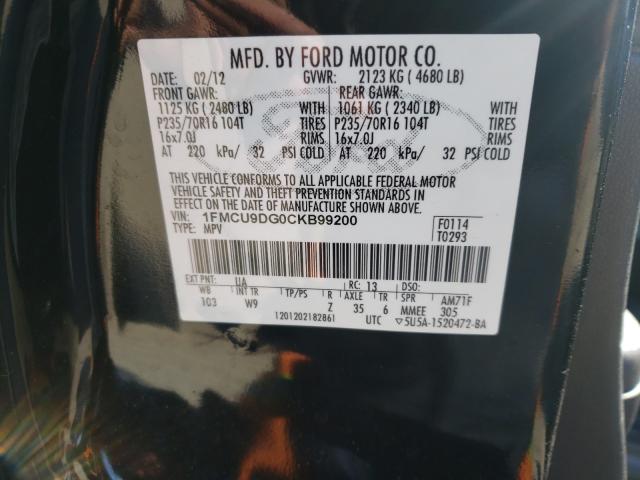 MFD. BY FORD MOTOR CO.
DATE: 02/12 GVWR: 2123 KG ( 4680 LB)
FRONT GAWR: REAR GAWR:
1125 KG ( 2480 LB) WITH 1061 KG ( 2340 LB) WITH
P235/70R16 104T TIRES P235/70R16 104T TIRES
16x7.0J RIMS 16x7.0J RIMS
AT 220 kPa/ 32 PSI COLD AT 220 kPa/ 32 PSI COLD
THIS VEHICLE CONFORMS TO ALL APPLICABLE FEDERAL MOTOR
VEHICLE SAFETY AND THEFT PREVENTION STANDARDS IN
EFFECT ON THE DATE OF MANUFACTURE SHOWN ABOVE.
VIN: 1FMCU9DG0CKB99200 F0114
TYPE: MPV T0293
EXT PNT: UA RC: 13 AM71F
WB INT TR TP/PS R AXLE TR SPR
103 W9 Z 35 6 MMEE 305
1201202182861 UTC ▽5U5A-1520472-BA
Ford